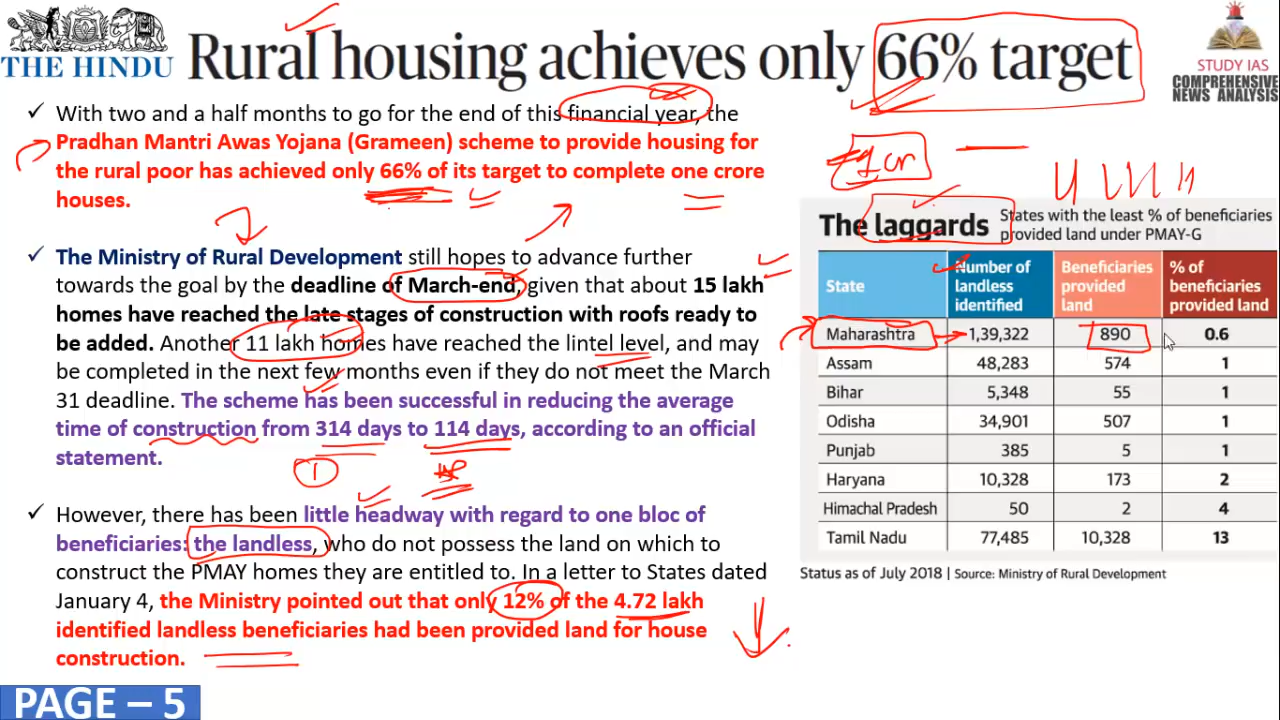 THE HINDU
Rural housing achieves only 66% target
STUDY IAS
COMPREHENSIVE
NEWS ANALYSIS
✓ With two and a half months to go for the end of this financial year, the
Pradhan Mantri Awas Yojana (Grameen) scheme to provide housing for
the rural poor has achieved only 66% of its target to complete one crore
houses.
1 cr
✓ The Ministry of Rural Development still hopes to advance further
towards the goal by the deadline of March-end, given that about 15 lakh
homes have reached the late stages of construction with roofs ready to
be added. Another 11 lakh homes have reached the lintel level, and may
be completed in the next few months even if they do not meet the March
31 deadline. The scheme has been successful in reducing the average
time of construction from 314 days to 114 days, according to an official
statement.
1
✓ However, there has been little headway with regard to one bloc of
beneficiaries: the landless, who do not possess the land on which to
construct the PMAY homes they are entitled to. In a letter to States dated
January 4, the Ministry pointed out that only 12% of the 4.72 lakh
identified landless beneficiaries had been provided land for house
construction.
The laggards States with the least % of beneficiaries
provided land under PMAY-G
State Number of landless identified Beneficiaries provided land % of beneficiaries provided land
Maharashtra 1,39,322 890 0.6
Assam 48,283 574 1
Bihar 5,348 55 1
Odisha 34,901 507 1
Punjab 385 5 1
Haryana 10,328 173 2
Himachal Pradesh 50 2 4
Tamil Nadu 77,485 10,328 13
Status as of July 2018 | Source: Ministry of Rural Development
PAGE – 5